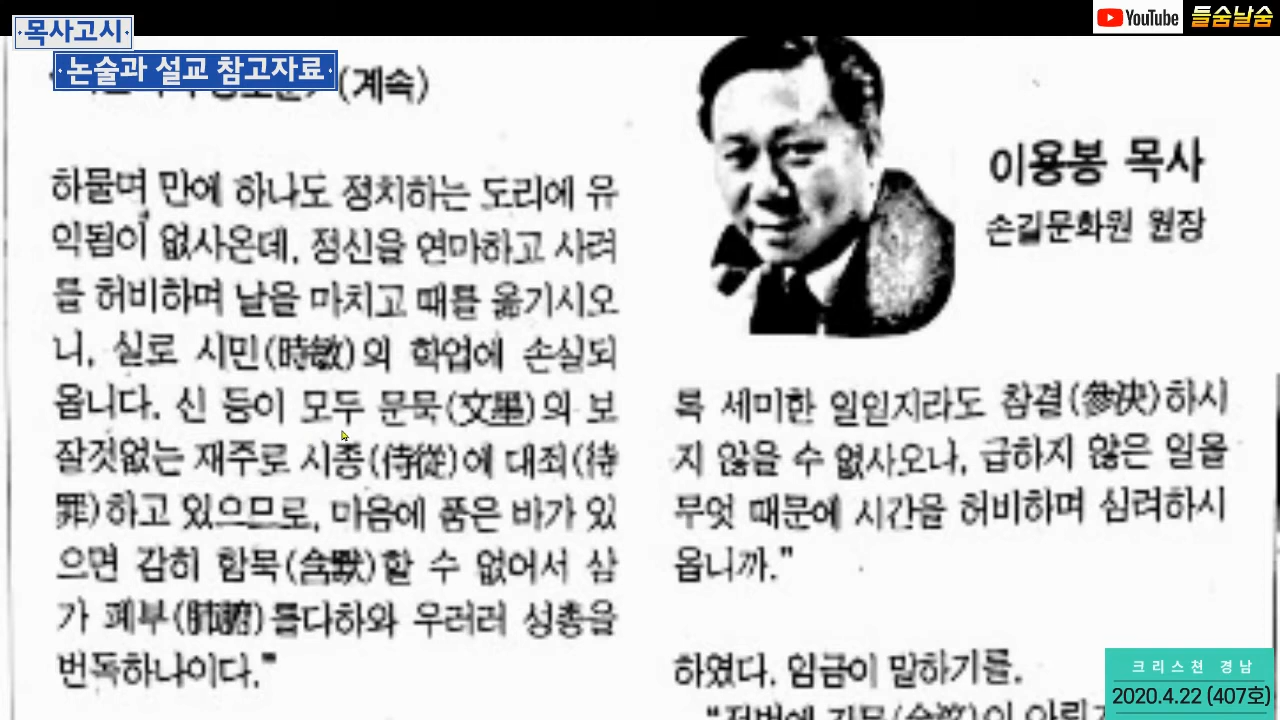 목사고시
논술과 설교 참고자료
YouTube
들숨날숨
(계속)
하물며 만에 하나도 정치하는 도리에 유
익됨이 없사온데, 정신을 연마하고 사려
를 허비하며 날을 마치고 때를 옮기시오
니, 실로 시민(時敏)의 학업에 손실되
옵니다. 신 등이 모두 문묵(文墨)의 보
잘것없는 재주로 시종(侍從)에 대죄(待
罪)하고 있으므로, 마음에 품은 바가 있
으면 감히 함묵(含默)할 수 없어서 삼
가 폐부(肺腑)를다하와 우러러 성총을
번독하나이다."
이용봉 목사
손길문화원 원장
록 세미한 일인지라도 참결(參決)하시
지 않을 수 없사오나, 급하지 않은 일을
무엇 때문에 시간을 허비하며 심려하시
옵니까."
하였다. 임금이 말하기를,
크리스천 경남
2020.4.22 (407호)